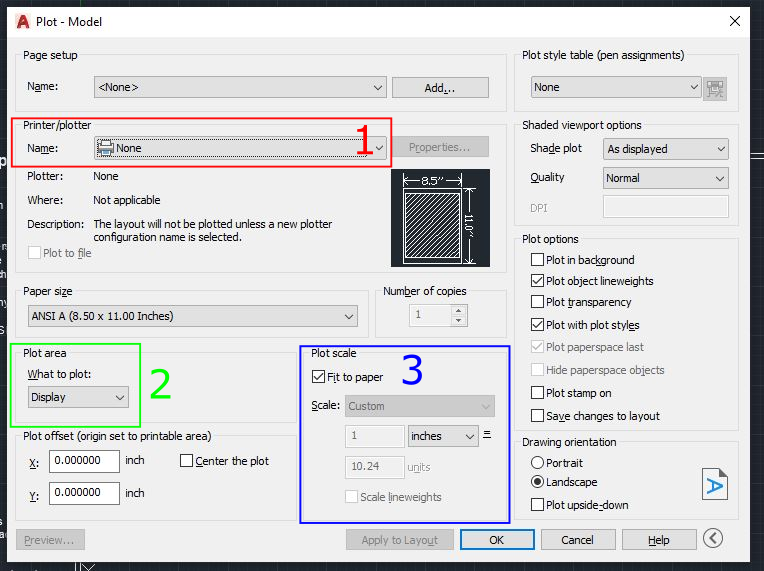 Plot - Model
Page setup
Name:
<None>
Add...
Plot style table (pen assignments)
None
Printer/plotter
Name:
None
1
Properties...
Plotter:
None
Where:
Not applicable
Description:
The layout will not be plotted unless a new plotter
configuration name is selected.
Plot to file
8.5''
11.0''
Shaded viewport options
Shade plot
As displayed
Quality
Normal
DPI
Paper size
ANSI A (8.50 x 11.00 Inches)
Number of copies
1
Plot options
Plot in background
Plot object lineweights
Plot transparency
Plot with plot styles
Plot paperspace last
Hide paperspace objects
Plot stamp on
Save changes to layout
Plot area
What to plot:
Display
2
Plot scale
Fit to paper
3
Scale:
Custom
1
inches
=
10.24
units
Scale lineweights
Plot offset (origin set to printable area)
X:
0.000000
inch
Center the plot
Y:
0.000000
inch
Drawing orientation
Portrait
Landscape
Plot upside-down
A
Preview...
Apply to Layout
OK
Cancel
Help